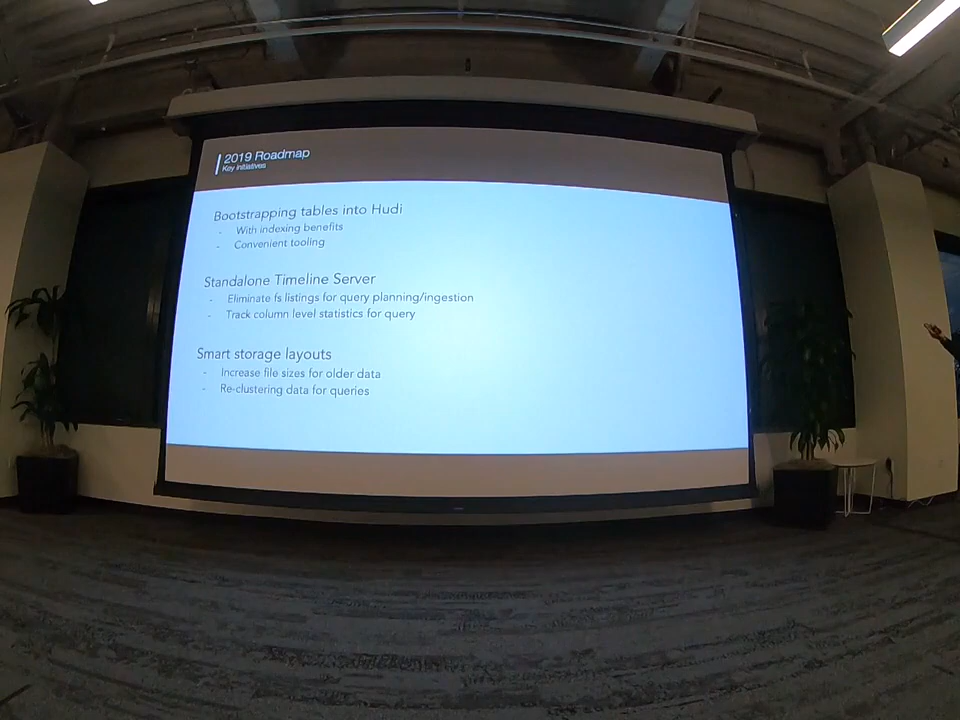 2019 Roadmap
Key initiatives
Bootstrapping tables into Hudi
- With indexing benefits
- Convenient tooling
Standalone Timeline Server
- Eliminate fs listings for query planning/ingestion
- Track column level statistics for query
Smart storage layouts
- Increase file sizes for older data
- Re-clustering data for queries